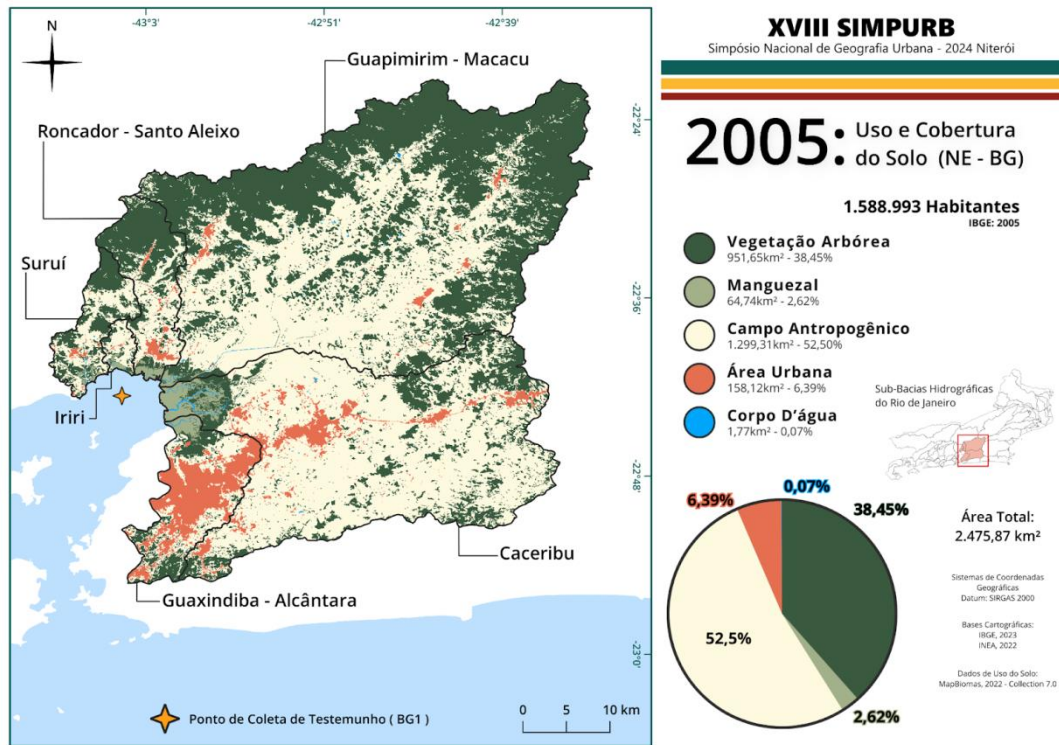 -43°3'
-42°51'
-42°39'
N
Guapimirim - Macacu
Roncador - Santo Aleixo
Suruí
Iriri
Caceribu
Guaxindiba - Alcântara
-22°24'
-22°36'
-22°48'
-23°0'
Ponto de Coleta de Testemunho ( BG1 )
0 5 10 km
XVIII SIMPURB
Simpósio Nacional de Geografia Urbana - 2024 Niterói
2005: Uso e Cobertura
do Solo (NE - BG)
1.588.993 Habitantes
IBGE: 2005
Vegetação Arbórea
951,65km² - 38,45%
Manguezal
64,74km² - 2,62%
Campo Antropogênico
1.299,31km² - 52,50%
Área Urbana
158,12km² - 6,39%
Corpo D'água
1,77km² - 0,07%
Sub-Bacias Hidrográficas
do Rio de Janeiro
6,39%
0,07%
38,45%
52,5%
2,62%
Área Total:
2.475,87 km²
Sistemas de Coordenadas
Geográficas
Datum: SIRGAS 2000
Bases Cartográficas:
IBGE, 2023
INEA, 2022
Dados de Uso do Solo:
MapBiomas, 2022 - Collection 7.0